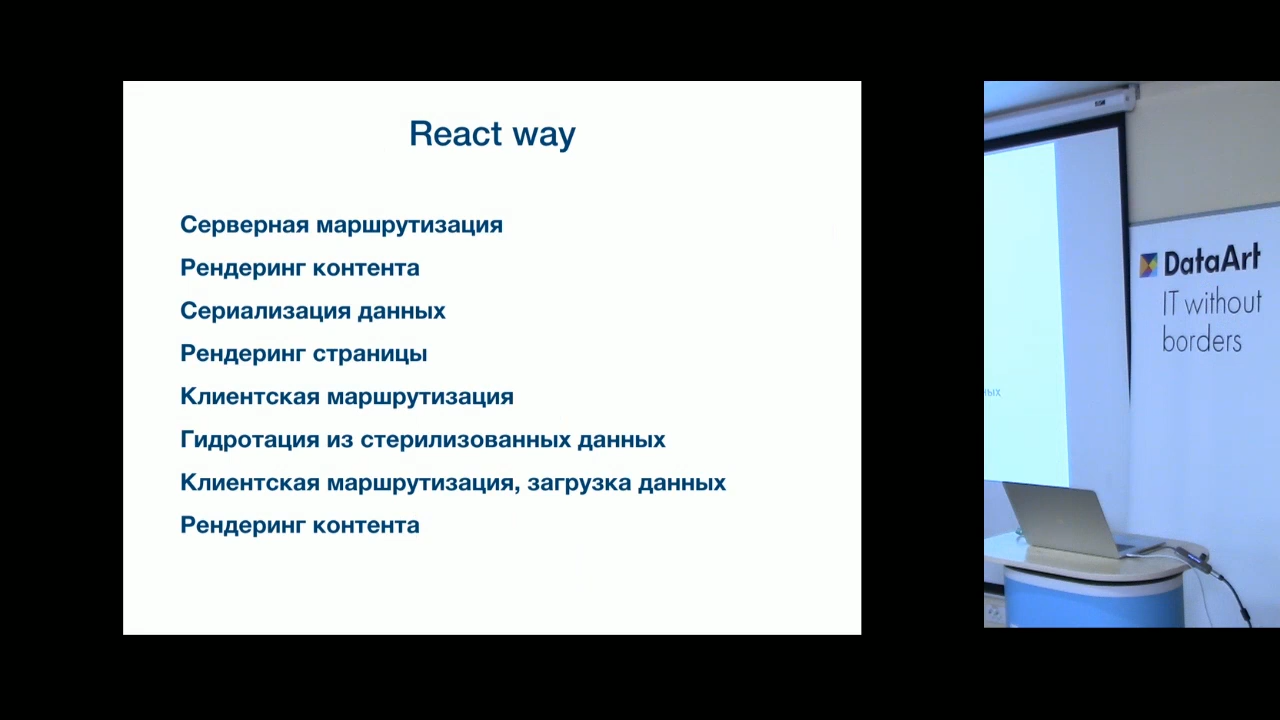 React way
Серверная маршрутизация
Рендеринг контента
Сериализация данных
Рендеринг страницы
Клиентская маршрутизация
Гидротация из стерилизованных данных
Клиентская маршрутизация, загрузка данных
Рендеринг контента
DataArt
IT without
borders